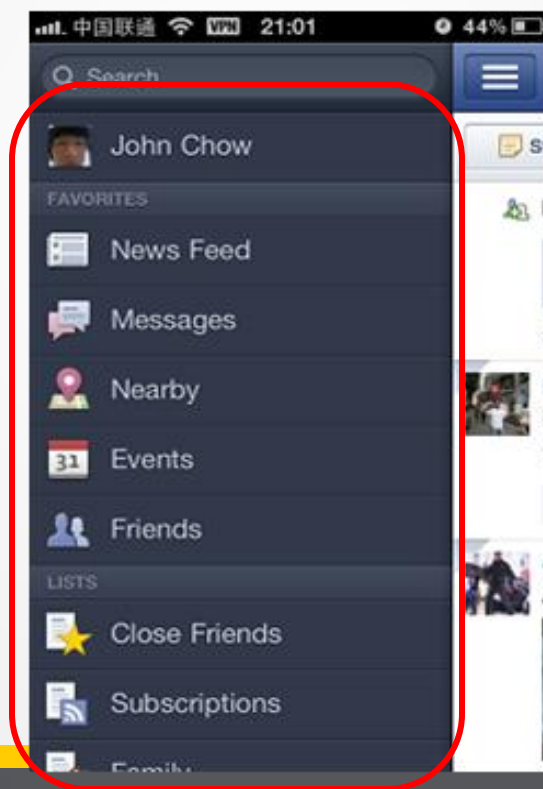 中国联通 VPN 21:01 44%
Search
John Chow
FAVORITES
News Feed
Messages
Nearby
31 Events
Friends
LISTS
Close Friends
Subscriptions
Family